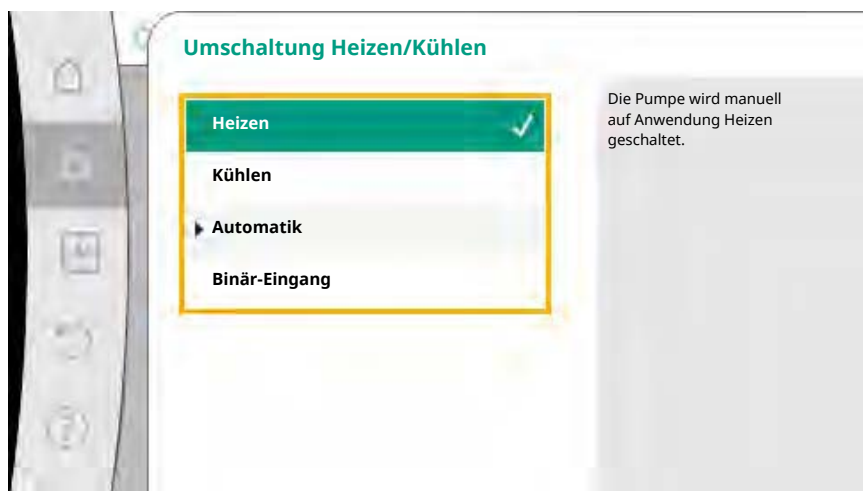 Umschaltung Heizen/Kühlen
Heizen
Kühlen
Automatik
Binär-Eingang
Die Pumpe wird manuell
auf Anwendung Heizen
geschaltet.